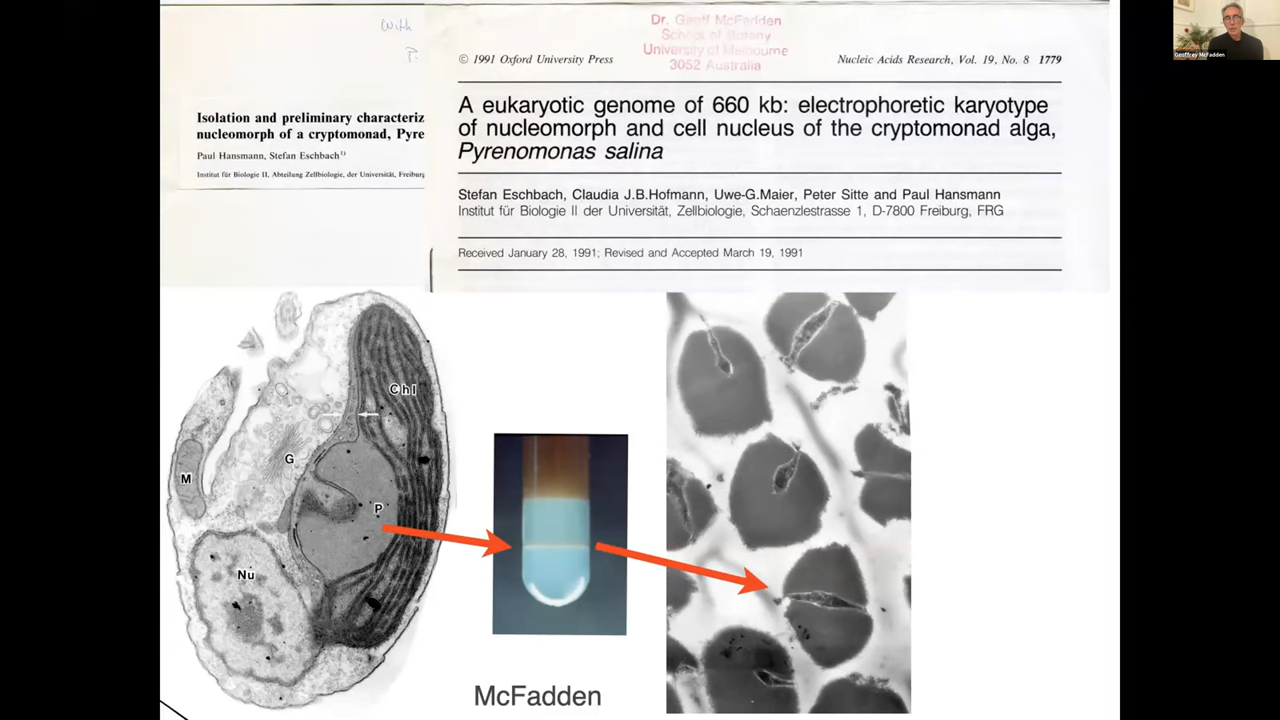 With
P.
Isolation and preliminary characteriz
nucleomorph of a cryptomonad, Pyre
Paul Hansmann, Stefan Eschbach¹⁾
Institut für Biologie II, Abteilung Zellbiologie, der Universität, Freiburg
Dr. Geoff McFadden
School of Botany
University of Melbourne
3052 Australia
© 1991 Oxford University Press
Nucleic Acids Research, Vol. 19, No. 8 1779
A eukaryotic genome of 660 kb: electrophoretic karyotype
of nucleomorph and cell nucleus of the cryptomonad alga,
Pyrenomonas salina
Stefan Eschbach, Claudia J.B.Hofmann, Uwe-G.Maier, Peter Sitte and Paul Hansmann
Institut für Biologie II der Universität, Zellbiologie, Schaenzlestrasse 1, D-7800 Freiburg, FRG
Received January 28, 1991; Revised and Accepted March 19, 1991
Chl
G
M
P
Nu
McFadden
Geoffrey McFadden